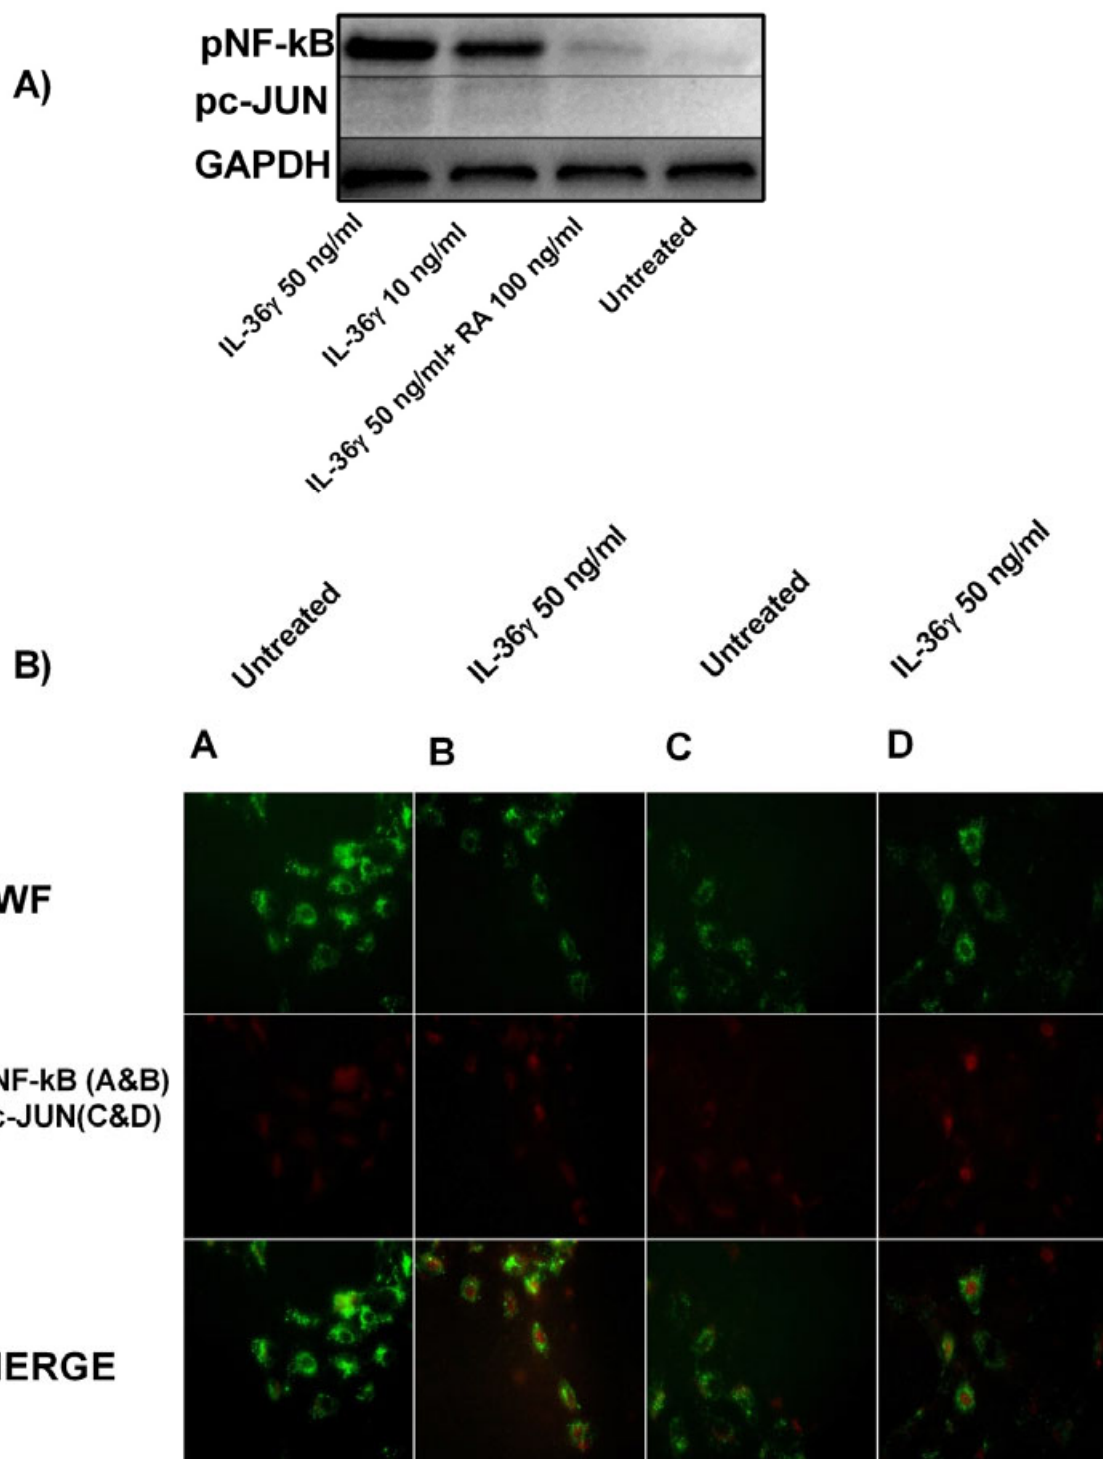 A)
pNF-kB
pc-JUN
GAPDH
IL-36γ 50 ng/ml
IL-36γ 10 ng/ml
IL-36γ 50 ng/ml+ RA 100 ng/ml
Untreated
B)
Untreated
IL-36γ 50 ng/ml
Untreated
IL-36γ 50 ng/ml
A
B
C
D
WF
NF-kB (A&B)
c-JUN(C&D)
IERGE